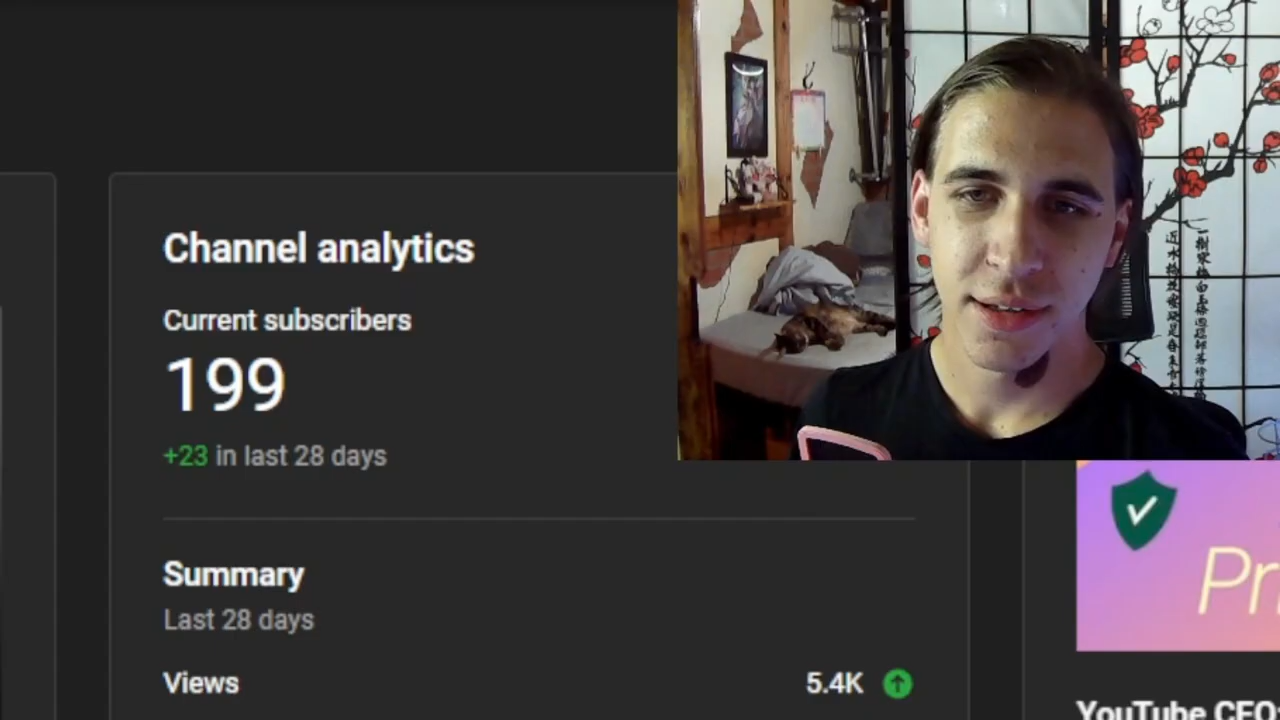 Channel analytics
Current subscribers
199
+23 in last 28 days
Summary
Last 28 days
Views
5.4K
Pr
YouTube CEO: